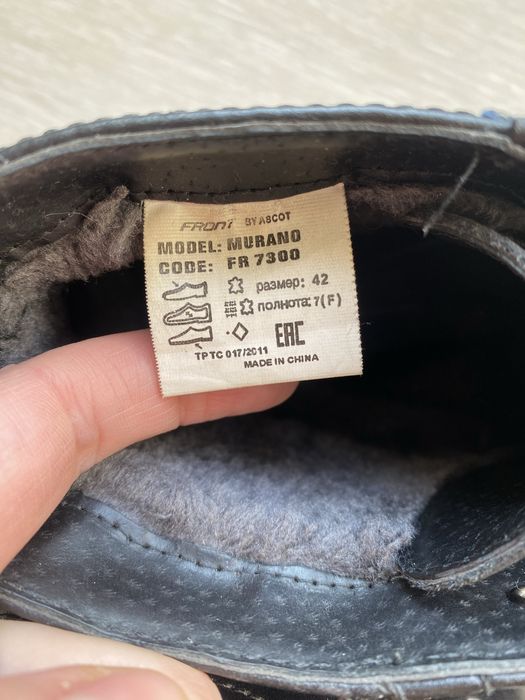 FRONT BY ASCOT
MODEL: MURANO
CODE: FR 7300
размер: 42
полнота: 7(F)
EAC
ТР ТС 017/2011
MADE IN CHINA